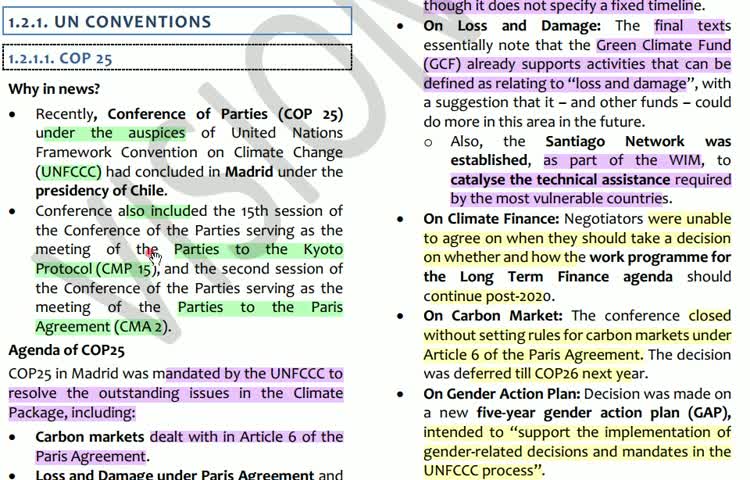 1.2.1. UN CONVENTIONS
1.2.1.1. COP 25
Why in news?
• Recently, Conference of Parties (COP 25)
under the auspices of United Nations
Framework Convention on Climate Change
(UNFCCC) had concluded in Madrid under the
presidency of Chile.
• Conference also included the 15th session of
the Conference of the Parties serving as the
meeting of the Parties to the Kyoto
Protocol (CMP 15), and the second session of
the Conference of the Parties serving as the
meeting of the Parties to the Paris
Agreement (CMA 2).
Agenda of COP25
COP25 in Madrid was mandated by the UNFCCC to
resolve the outstanding issues in the Climate
Package, including:
• Carbon markets dealt with in Article 6 of the
Paris Agreement.
• Loss and Damage under Paris Agreement and
though it does not specify a fixed timeline.
• On Loss and Damage: The final texts
essentially note that the Green Climate Fund
(GCF) already supports activities that can be
defined as relating to “loss and damage”, with
a suggestion that it – and other funds – could
do more in this area in the future.
o Also, the Santiago Network was
established, as part of the WIM, to
catalyse the technical assistance required
by the most vulnerable countries.
• On Climate Finance: Negotiators were unable
to agree on when they should take a decision
on whether and how the work programme for
the Long Term Finance agenda should
continue post-2020.
• On Carbon Market: The conference closed
without setting rules for carbon markets under
Article 6 of the Paris Agreement. The decision
was deferred till COP26 next year.
• On Gender Action Plan: Decision was made on
a new five-year gender action plan (GAP),
intended to “support the implementation of
gender-related decisions and mandates in the
UNFCCC process”.
VISION